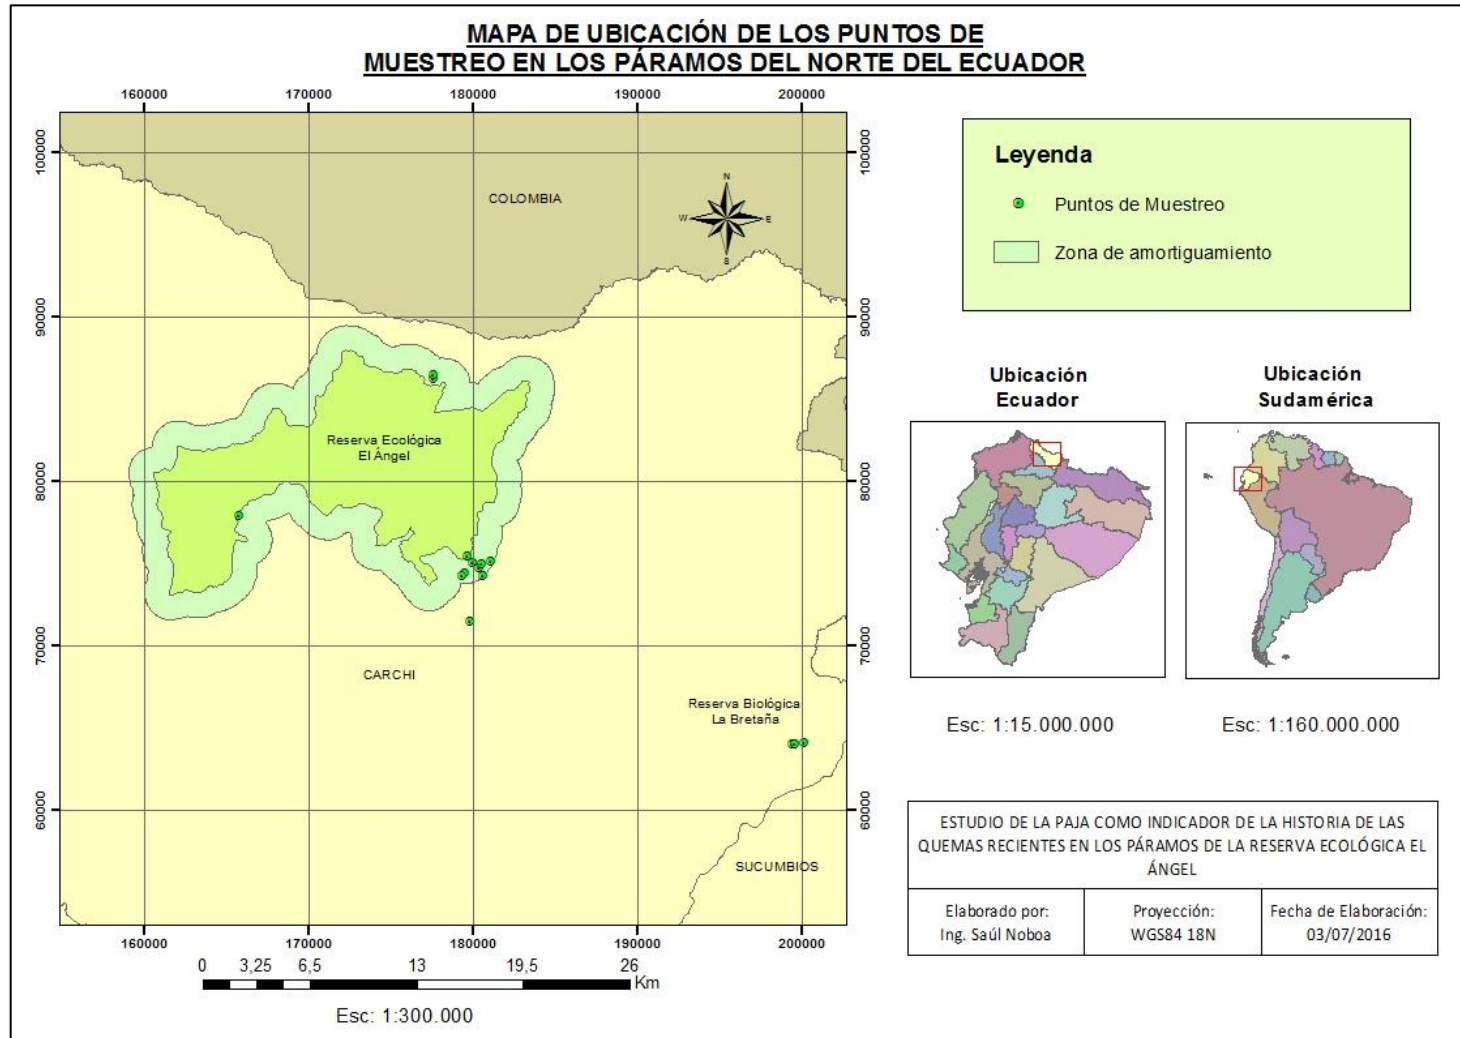 MAPA DE UBICACIÓN DE LOS PUNTOS DE
MUESTREO EN LOS PÁRAMOS DEL NORTE DEL ECUADOR
160000 170000 180000 190000 200000
100000 100000
90000 90000
80000 80000
70000 70000
60000 60000
COLOMBIA
N
W E
S
Reserva Ecológica
El Ángel
CARCHI
Reserva Biológica
La Bretaña
SUCUMBIOS
160000 170000 180000 190000 200000
0 3,25 6,5 13 19,5 26
Km
Esc: 1:300.000
Leyenda
Puntos de Muestreo
Zona de amortiguamiento
Ubicación
Ecuador
Esc: 1:15.000.000
Ubicación
Sudamérica
Esc: 1:160.000.000
ESTUDIO DE LA PAJA COMO INDICADOR DE LA HISTORIA DE LAS
QUEMAS RECIENTES EN LOS PÁRAMOS DE LA RESERVA ECOLÓGICA EL
ÁNGEL
Elaborado por:
Ing. Saúl Noboa
Proyección:
WGS84 18N
Fecha de Elaboración:
03/07/2016